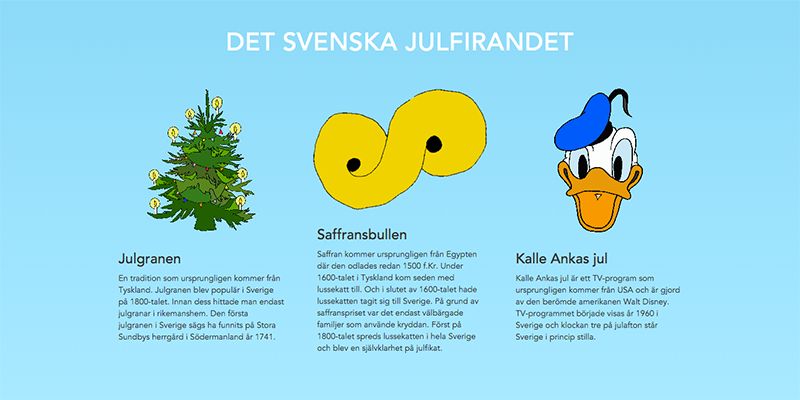 DET SVENSKA JULFIRANDET
Julgranen
En tradition som ursprungligen kommer från
Tyskland. Julgranen blev populär i Sverige
på 1800-talet. Innan dess hittade man endast
julgranar i rikemanshem. Den första
julgranen i Sverige sägs ha funnits på Stora
Sundbys herrgård i Södermanland år 1741.
Saffransbullen
Saffran kommer ursprungligen från Egypten
där den odlades redan 1500 f.Kr. Under
1600-talet i Tyskland kom seden med
lussekatt till. Och i slutet av 1600-talet hade
lussekatten tagit sig till Sverige. På grund av
saffranspriset var det endast välbärgade
familjer som använde kryddan. Först på
1800-talet spreds lussekatten i hela Sverige
och blev en självklarhet på julfikat.
Kalle Ankas jul
Kalle Ankas jul är ett TV-program som
ursprungligen kommer från USA och är gjord
av den berömde amerikanen Walt Disney.
TV-programmet började visas år 1960 i
Sverige och klockan tre på julafton står
Sverige i princip stilla.